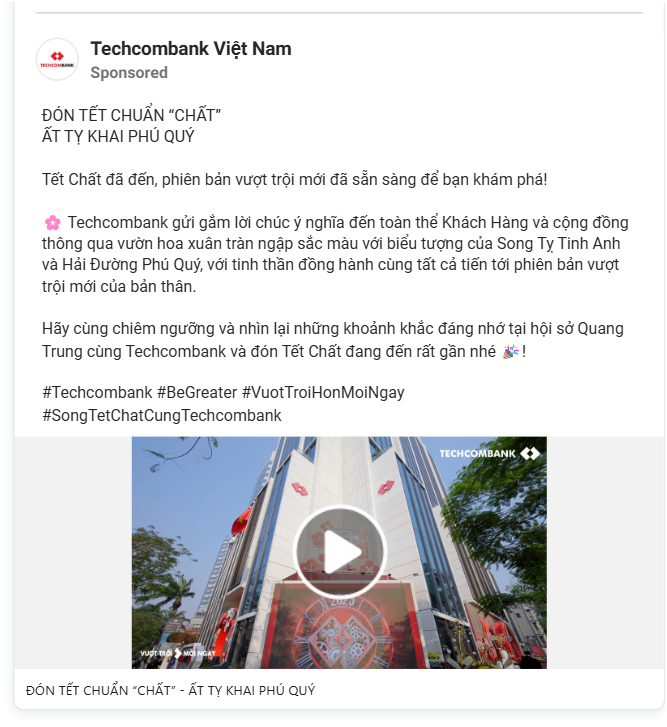 Techcombank Việt Nam
TECHCOMBANK
Sponsored
ĐÓN TẾT CHUẨN “CHẤT”
ẤT TỴ KHAI PHÚ QUÝ
Tết Chất đã đến, phiên bản vượt trội mới đã sẵn sàng để bạn khám phá!
🌸 Techcombank gửi gắm lời chúc ý nghĩa đến toàn thể Khách Hàng và cộng đồng
thông qua vườn hoa xuân tràn ngập sắc màu với biểu tượng của Song Tỵ Tinh Anh
và Hải Đường Phú Quý, với tinh thần đồng hành cùng tất cả tiến tới phiên bản vượt
trội mới của bản thân.
Hãy cùng chiêm ngưỡng và nhìn lại những khoảnh khắc đáng nhớ tại hội sở Quang
Trung cùng Techcombank và đón Tết Chất đang đến rất gần nhé 🎉!
#Techcombank #BeGreater #VuotTroiHonMoiNgay
#SongTetChatCungTechcombank
TECHCOMBANK
2025
VƯỢT TRỘI MỖI NGÀY
ĐÓN TẾT CHUẨN “CHẤT” - ẤT TỴ KHAI PHÚ QUÝ